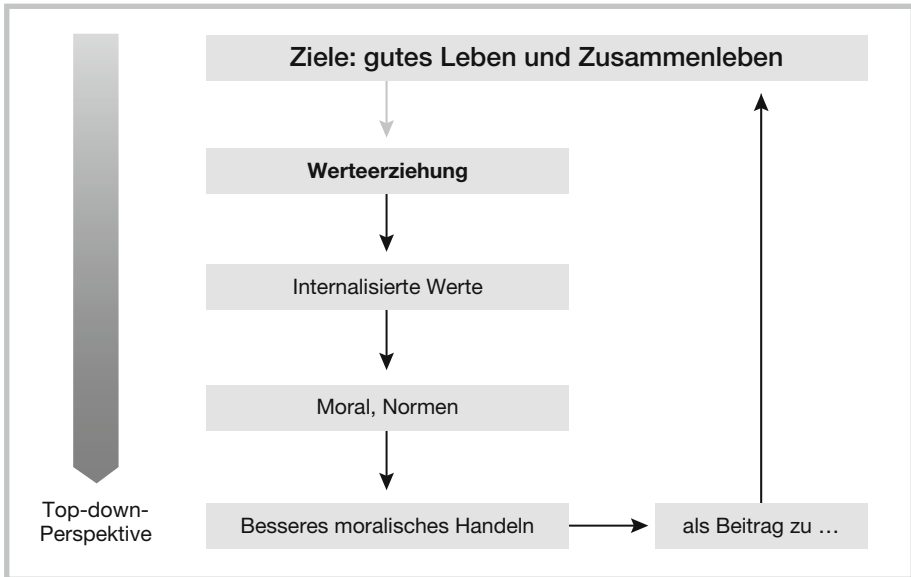 Ziele: gutes Leben und Zusammenleben
Werteerziehung
Internalisierte Werte
Moral, Normen
Top-down-
Perspektive
Besseres moralisches Handeln
als Beitrag zu …